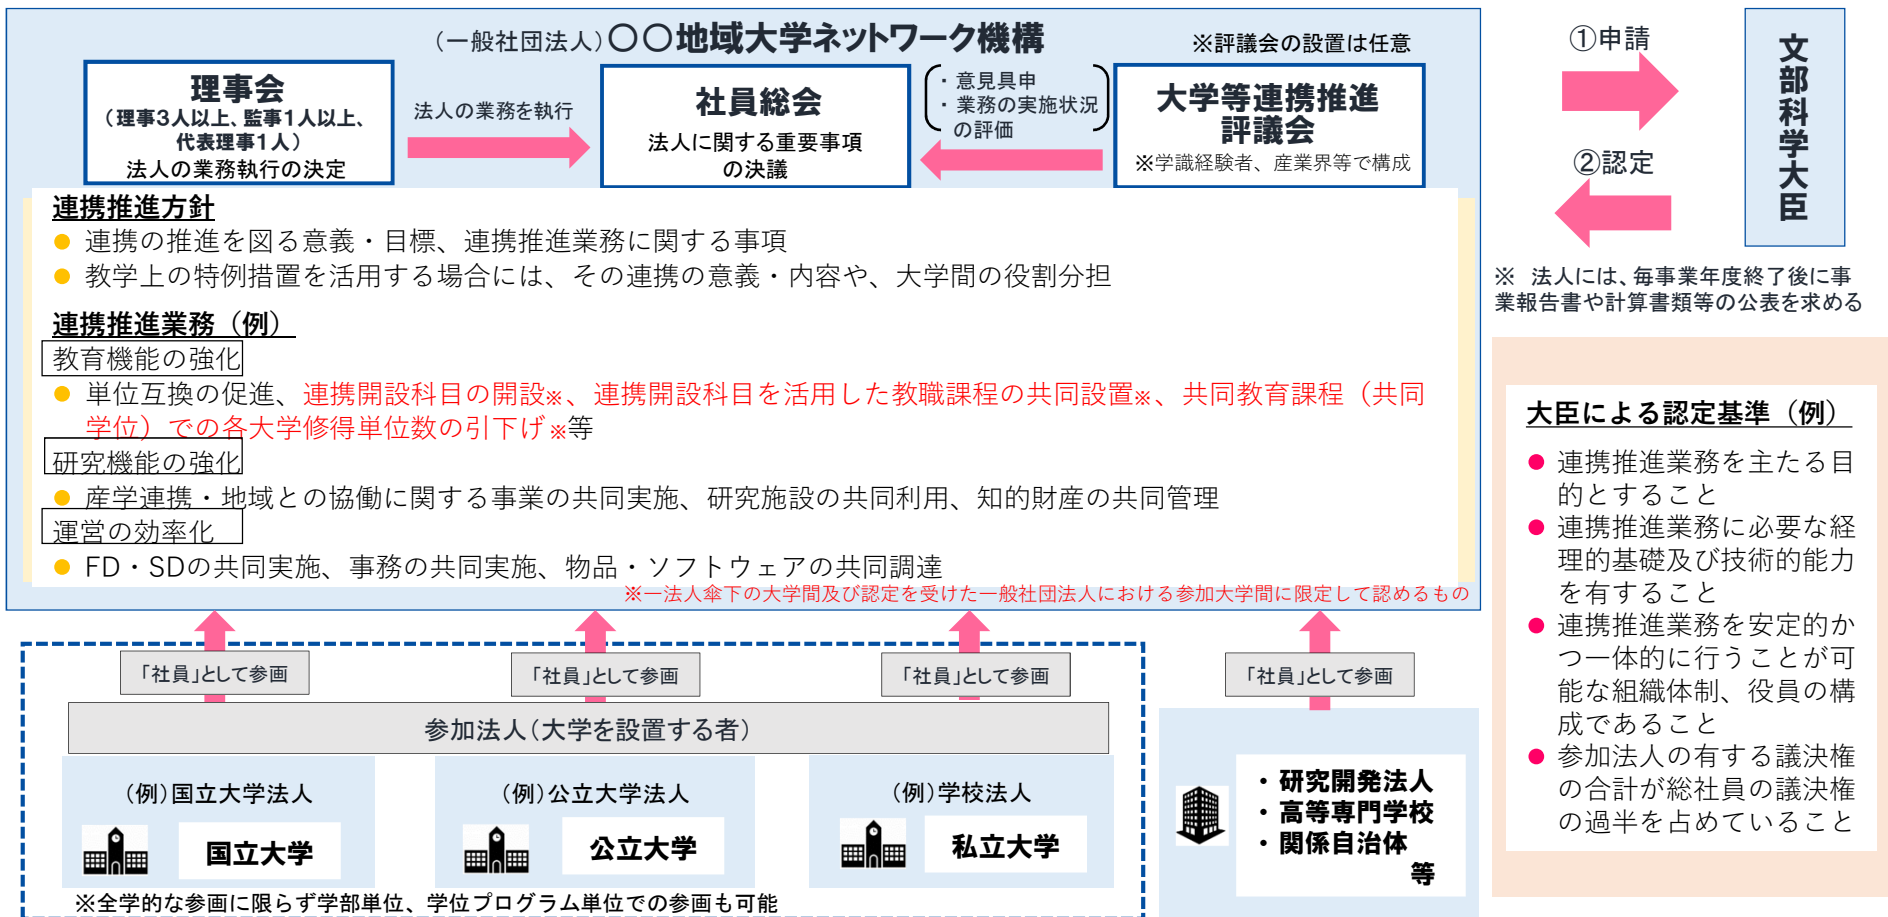 （一般社団法人）〇〇地域大学ネットワーク機構
※評議会の設置は任意
理事会
（理事３人以上、監事１人以上、
代表理事１人）
法人の業務執行の決定
法人の業務を執行
社員総会
法人に関する重要事項
の決議
・意見具申
・業務の実施状況
の評価
大学等連携推進
評議会
※学識経験者、産業界等で構成
連携推進方針
● 連携の推進を図る意義・目標、連携推進業務に関する事項
● 教学上の特例措置を活用する場合には、その連携の意義・内容や、大学間の役割分担
連携推進業務（例）
教育機能の強化
● 単位互換の促進、連携開設科目の開設※、連携開設科目を活用した教職課程の共同設置※、共同教育課程（共同
学位）での各大学修得単位数の引下げ※等
研究機能の強化
● 産学連携・地域との協働に関する事業の共同実施、研究施設の共同利用、知的財産の共同管理
運営の効率化
● FD・SDの共同実施、事務の共同実施、物品・ソフトウェアの共同調達
※一法人傘下の大学間及び認定を受けた一般社団法人における参加大学間に限定して認めるもの
「社員」として参画
「社員」として参画
「社員」として参画
「社員」として参画
参加法人（大学を設置する者）
（例）国立大学法人
国立大学
（例）公立大学法人
公立大学
（例）学校法人
私立大学
※全学的な参画に限らず学部単位、学位プログラム単位での参画も可能
・研究開発法人
・高等専門学校
・関係自治体
等
①申請
②認定
文部科学大臣
※　法人には、毎事業年度終了後に事
業報告書や計算書類等の公表を求める
大臣による認定基準（例）
● 連携推進業務を主たる目
的とすること
● 連携推進業務に必要な経
理的基礎及び技術的能力
を有すること
● 連携推進業務を安定的か
つ一体的に行うことが可
能な組織体制、役員の構
成であること
● 参加法人の有する議決権
の合計が総社員の議決権
の過半を占めていること